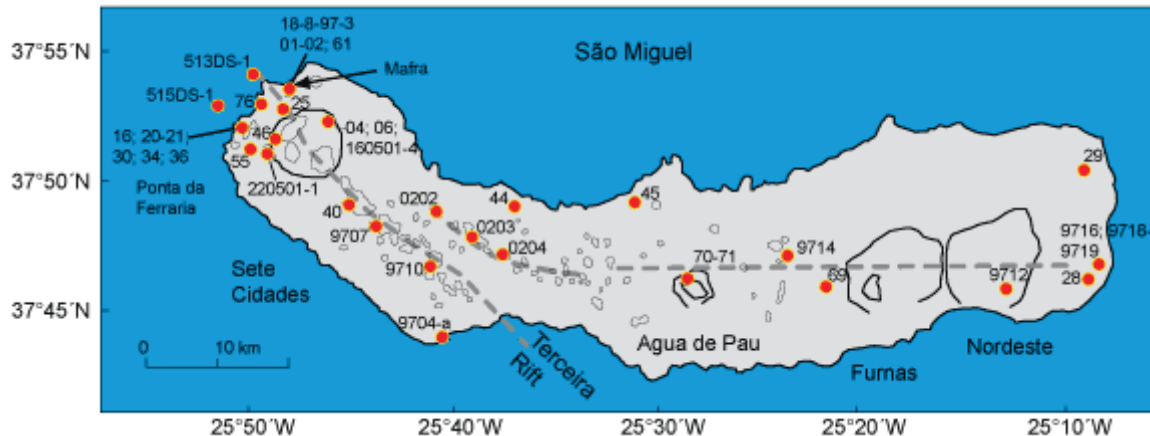 37°55´N
37°50´N
37°45´N
São Miguel
18-8-97-3
01-02; 61
Mafra
513DS-1
515DS-1
76
25
16; 20-21;
30; 34; 36
46
04; 06;
160501-4
55
220501-1
Ponta da
Ferraria
40
9707
0202
0203
0204
44
45
9710
9704-a
Sete
Cidades
0
10 km
Terceira
Rift
70-71
9714
69
Agua de Pau
Furnas
Nordeste
9712
29
9716; 9718-
9719
28
25°50´W
25°40´W
25°30´W
25°20´W
25°10´W